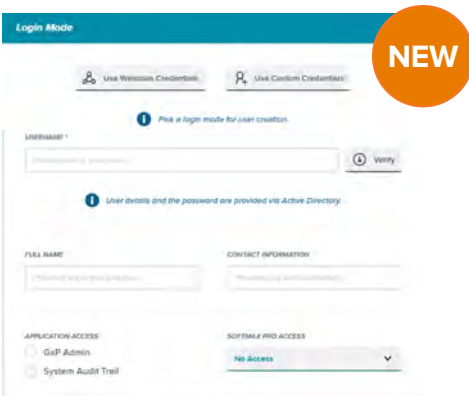 Login Mode
NEW
Use Windows Credentials
Use Custom Credentials
Pick a login mode for user creation.
USERNAME *
Verify
User details and the password are provided via Active Directory.
FULL NAME
CONTACT INFORMATION
APPLICATION ACCESS
SOFTMAX PRO ACCESS
GxP Admin
No Access
System Audit Trail